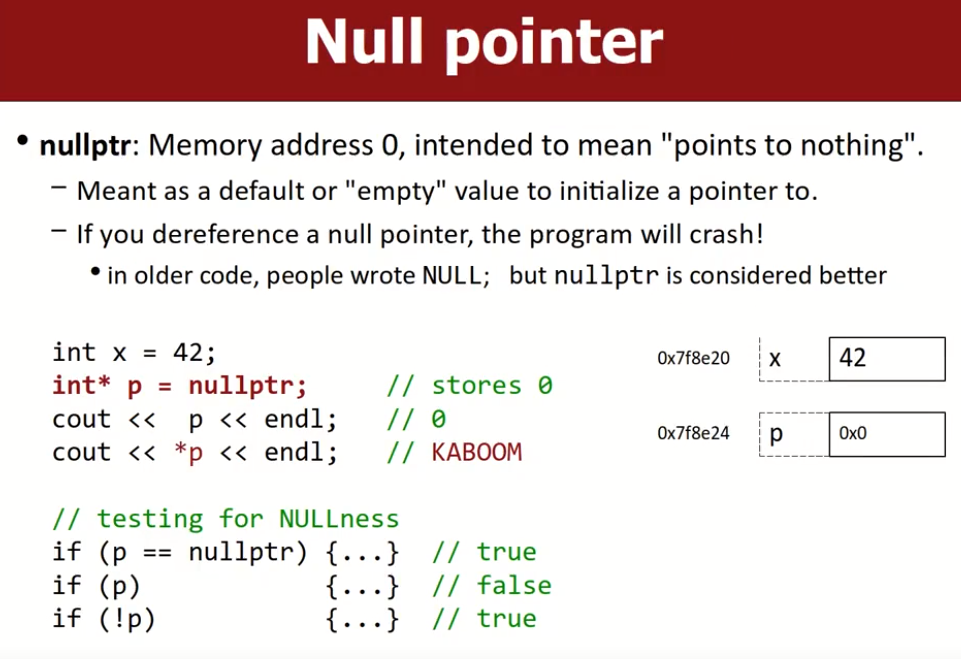 Null pointer
• nullptr: Memory address 0, intended to mean "points to nothing".
– Meant as a default or "empty" value to initialize a pointer to.
– If you dereference a null pointer, the program will crash!
• in older code, people wrote NULL; but nullptr is considered better
int x = 42;
int* p = nullptr; // stores 0
cout << p << endl; // 0
cout << *p << endl; // KABOOM
// testing for NULLness
if (p == nullptr) {...} // true
if (p) {...} // false
if (!p) {...} // true
0x7f8e20 x 42
0x7f8e24 p 0x0